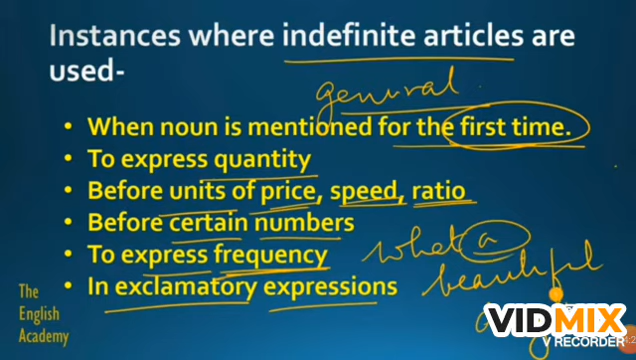 Instances where indefinite articles are
used-
general
• When noun is mentioned for the first time.
• To express quantity
• Before units of price, speed, ratio
• Before certain numbers
• To express frequency
what a
• In exclamatory expressions
beautiful
The
English
Academy
VIDMIX
V RECORDER